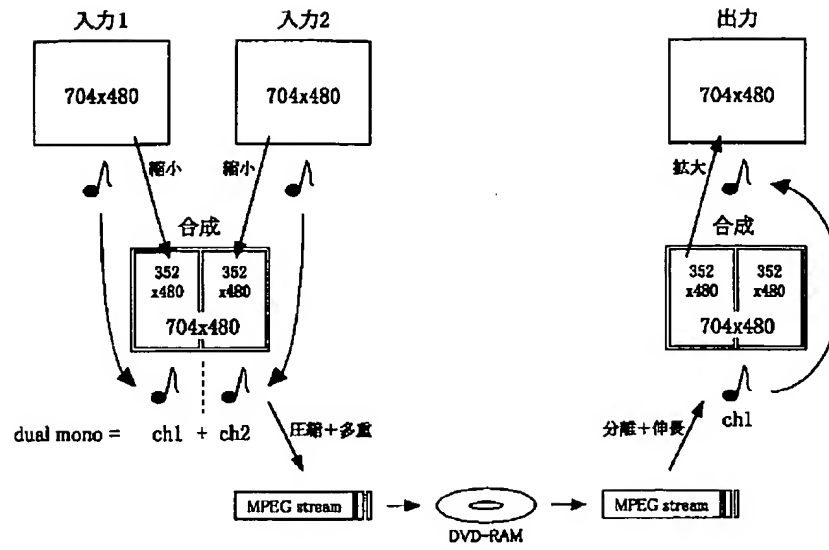 入力1
入力2
出力
704x480
704x480
704x480
縮小
縮小
拡大
合成
合成
352
x480
352
x480
704x480
352
x480
352
x480
704x480
dual mono = ch1 + ch2
圧縮+多重
分離+伸長
ch1
MPEG stream
DVD-RAM
MPEG stream